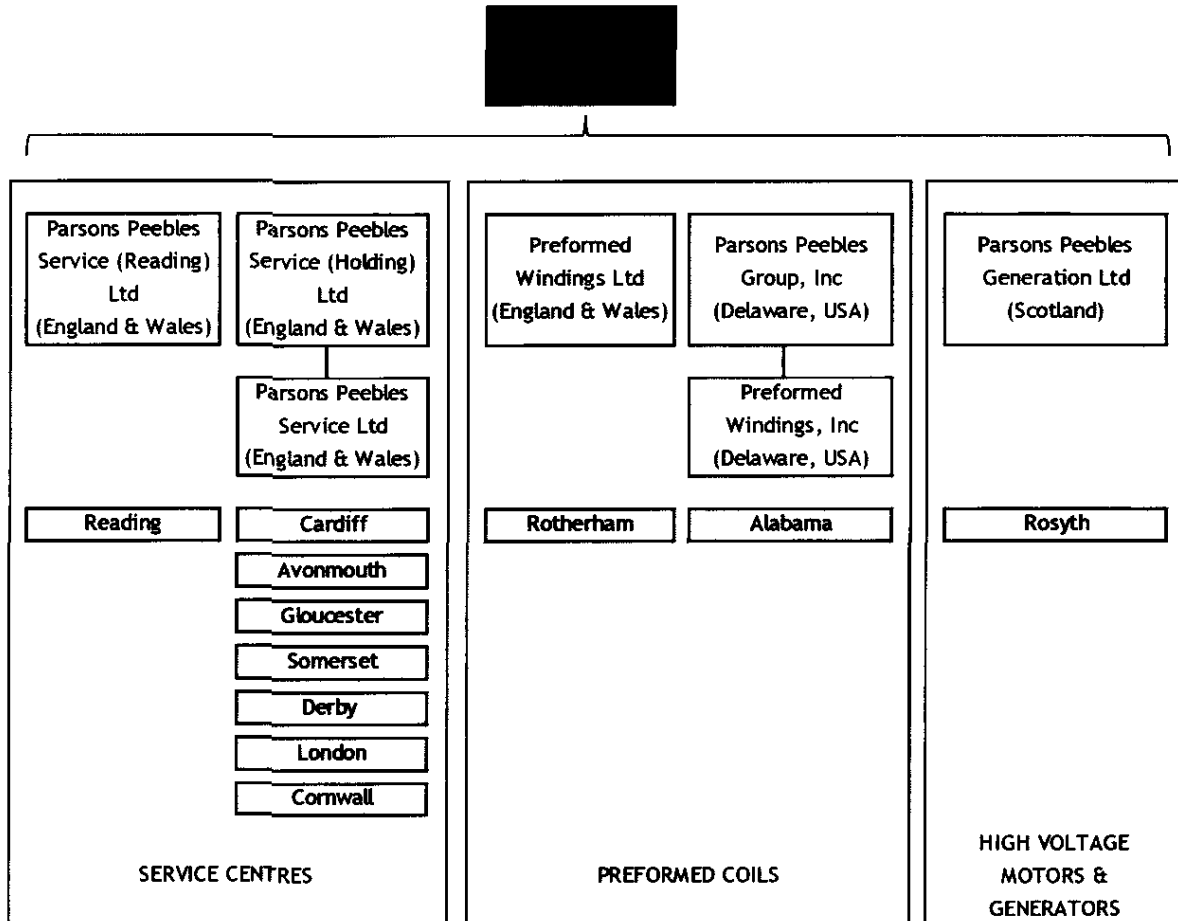 Parsons Peebles
Service (Reading)
Ltd
(England & Wales)
Parsons Peebles
Service (Holding)
Ltd
(England & Wales)
Parsons Peebles
Service Ltd
(England & Wales)
Reading
Cardiff
Avonmouth
Gloucester
Somerset
Derby
London
Cornwall
SERVICE CENTRES
Preformed
Windings Ltd
(England & Wales)
Parsons Peebles
Group, Inc
(Delaware, USA)
Preformed
Windings, Inc
(Delaware, USA)
Rotherham
Alabama
PREFORMED COILS
Parsons Peebles
Generation Ltd
(Scotland)
Rosyth
HIGH VOLTAGE
MOTORS &
GENERATORS